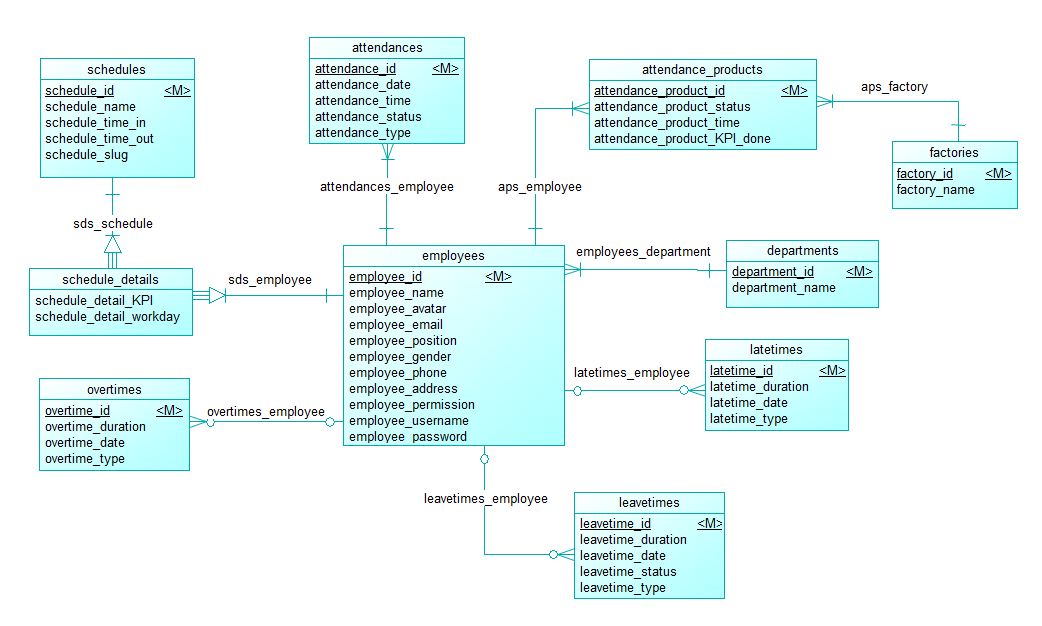 attendances
attendance_id <M>
attendance_date
attendance_time
attendance_status
attendance_type
schedules
schedule_id <M>
schedule_name
schedule_time_in
schedule_time_out
schedule_slug
attendance_products
attendance_product_id <M>
attendance_product_status
attendance_product_time
attendance_product_KPI_done
aps_factory
factories
factory_id <M>
factory_name
attendances_employee
aps_employee
sds_schedule
employees_department
departments
department_id <M>
department_name
employees
employee_id <M>
employee_name
employee_avatar
employee_email
employee_position
employee_gender
employee_phone
employee_address
employee_permission
employee_username
employee_password
schedule_details
schedule_detail_KPI
schedule_detail_workday
sds_employee
latetimes
latetime_id <M>
latetime_duration
latetime_date
latetime_type
latetimes_employee
overtimes
overtime_id <M>
overtime_duration
overtime_date
overtime_type
overtimes_employee
leavetimes_employee
leavetimes
leavetime_id <M>
leavetime_duration
leavetime_date
leavetime_status
leavetime_type